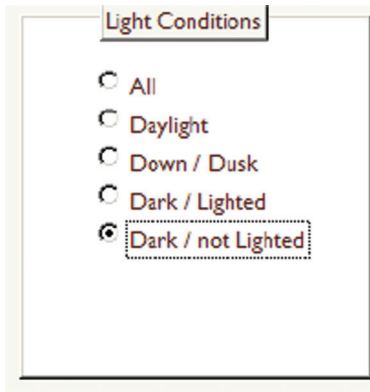 Light Conditions
All
Daylight
Down / Dusk
Dark / Lighted
Dark / not Lighted